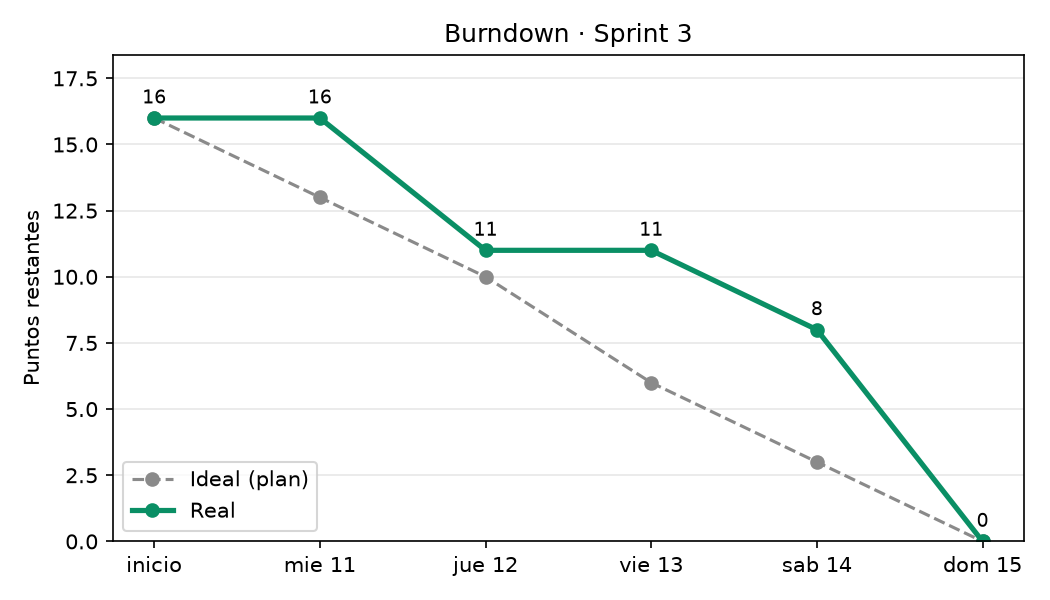 Burndown · Sprint 3
Puntos restantes
17.5
15.0
12.5
10.0
7.5
5.0
2.5
0.0
16
16
11
11
8
0
Ideal (plan)
Real
inicio
mie 11
jue 12
vie 13
sab 14
dom 15